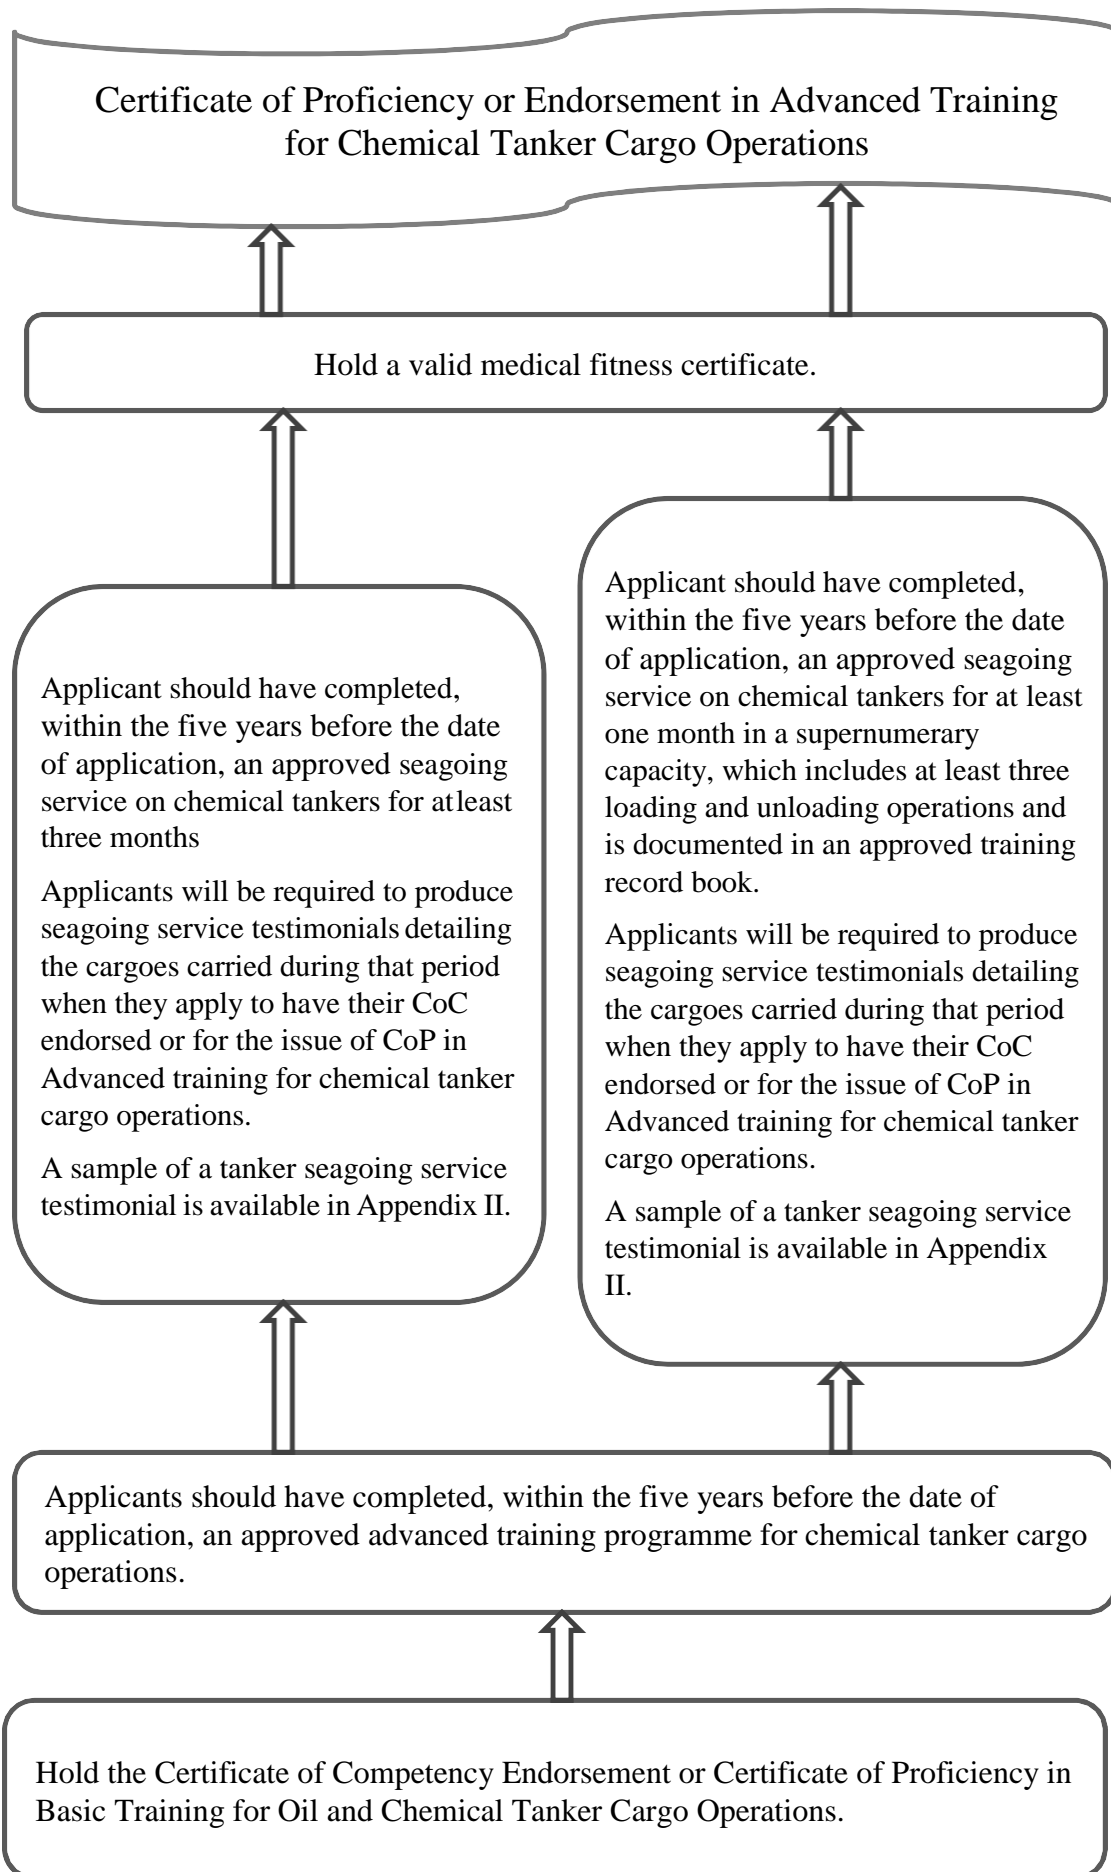 Certificate of Proficiency or Endorsement in Advanced Training
for Chemical Tanker Cargo Operations
Hold a valid medical fitness certificate.
Applicant should have completed,
within the five years before the date
of application, an approved seagoing
service on chemical tankers for atleast
three months
Applicants will be required to produce
seagoing service testimonials detailing
the cargoes carried during that period
when they apply to have their CoC
endorsed or for the issue of CoP in
Advanced training for chemical tanker
cargo operations.
A sample of a tanker seagoing service
testimonial is available in Appendix II.
Applicant should have completed,
within the five years before the date
of application, an approved seagoing
service on chemical tankers for at least
one month in a supernumerary
capacity, which includes at least three
loading and unloading operations and
is documented in an approved training
record book.
Applicants will be required to produce
seagoing service testimonials detailing
the cargoes carried during that period
when they apply to have their CoC
endorsed or for the issue of CoP in
Advanced training for chemical tanker
cargo operations.
A sample of a tanker seagoing service
testimonial is available in Appendix
II.
Applicants should have completed, within the five years before the date of
application, an approved advanced training programme for chemical tanker cargo
operations.
Hold the Certificate of Competency Endorsement or Certificate of Proficiency in
Basic Training for Oil and Chemical Tanker Cargo Operations.